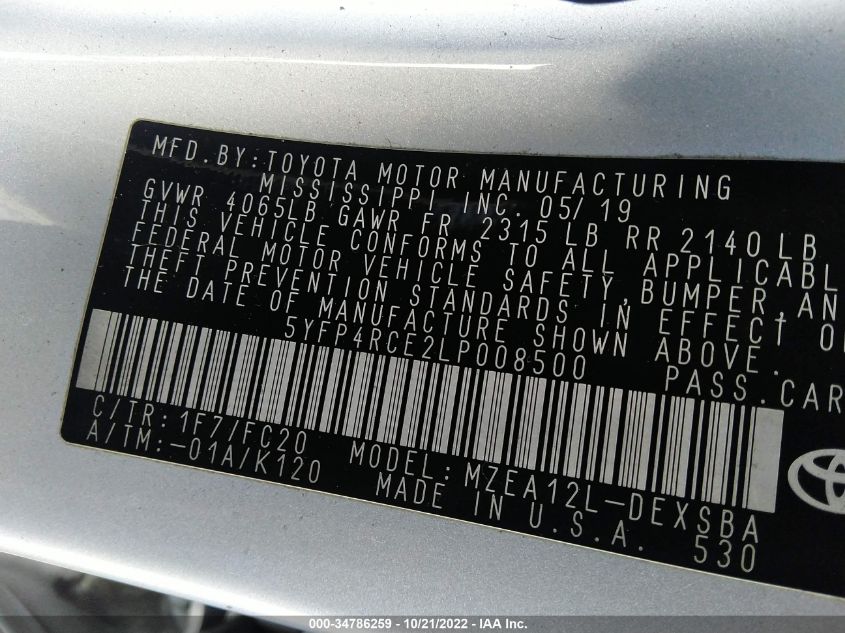 MFD.BY:TOYOTA MOTOR MANUFACTURING
MISSISSIPPI, INC. 05/19
GVWR 4065LB GAWR FR 2315 LB RR 2140 LB
THIS VEHICLE CONFORMS TO ALL APPLICABL
FEDERAL MOTOR VEHICLE SAFETY, BUMPER, AN
THEFT PREVENTION STANDARDS IN EFFECT O
THE DATE OF MANUFACTURE SHOWN ABOVE.
5YFP4RCE2LP008500 PASS.CAR
C/TR: 1F7/FC20 MODEL: MZEA12L-DEXSBA
A/TM:-01A/K120 MADE IN U.S.A. 530
000-34786259 - 10/21/2022 - IAA Inc.